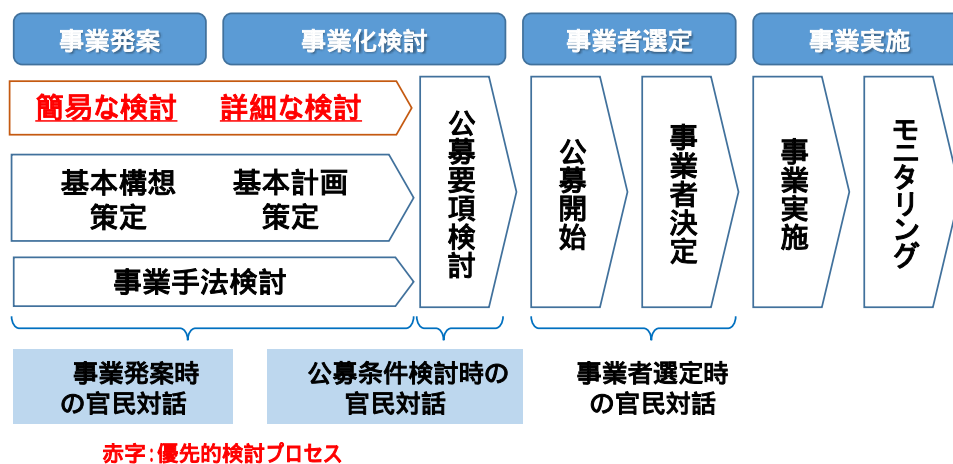 事業発案
事業化検討
事業者選定
事業実施
簡易な検討
詳細な検討
基本構想
策定
基本計画
策定
事業手法検討
公募要項検討
公募開始
事業者決定
事業実施
モニタリング
事業発案時
の官民対話
公募条件検討時の
官民対話
事業者選定時
の官民対話
赤字：優先的検討プロセス